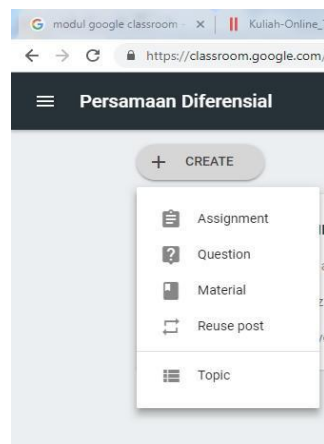 modul google classroom - Kuliah-Online_
https://classroom.google.com/
Persamaan Diferensial
+ CREATE
Assignment
Question
Material
Reuse post
Topic